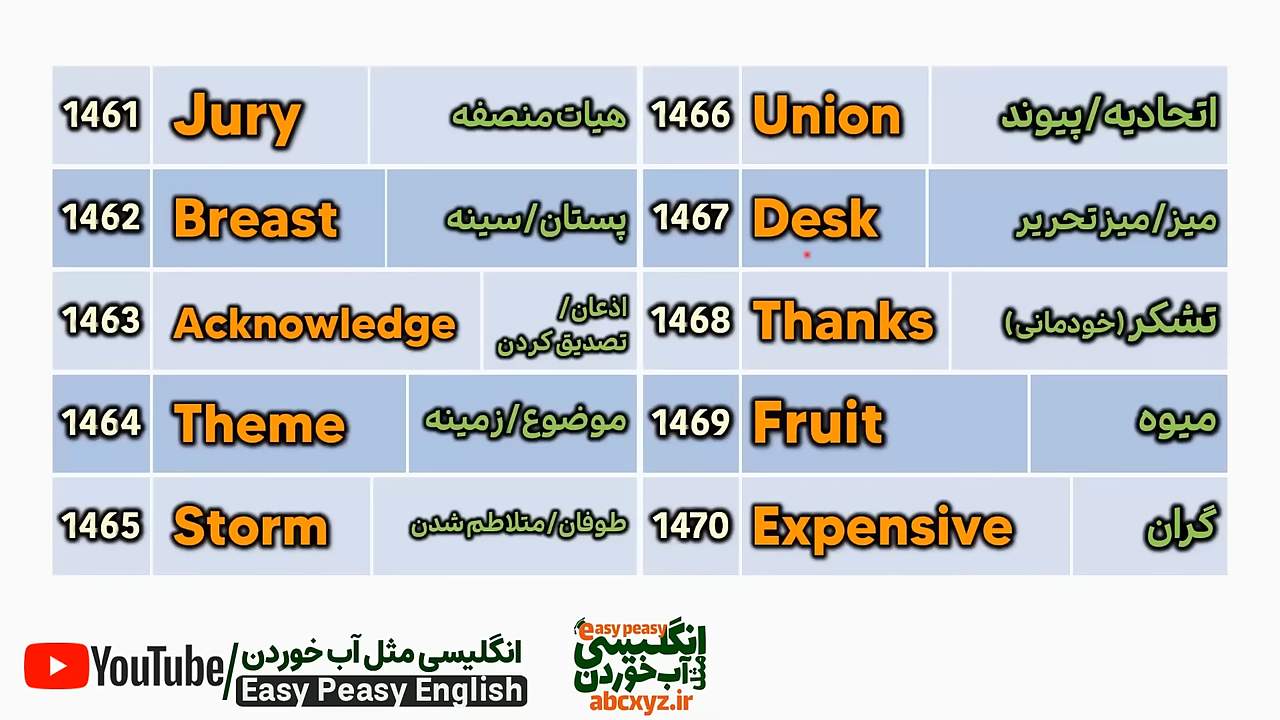 1461 Jury هیات منصفه
1462 Breast پستان/سینه
1463 Acknowledge اذعان/
تصدیق کردن
1464 Theme موضوع/زمینه
1465 Storm طوفان/متلاطم شدن
1466 Union اتحادیه/پیوند
1467 Desk میز/میز تحریر
1468 Thanks تشکر (خودمانی)
1469 Fruit میوه
1470 Expensive گران
YouTube/انگلیسی مثل آب خوردن
Easy Peasy English
easy peasy
انگلیسی
مثل آب خوردن
abcxyz.ir